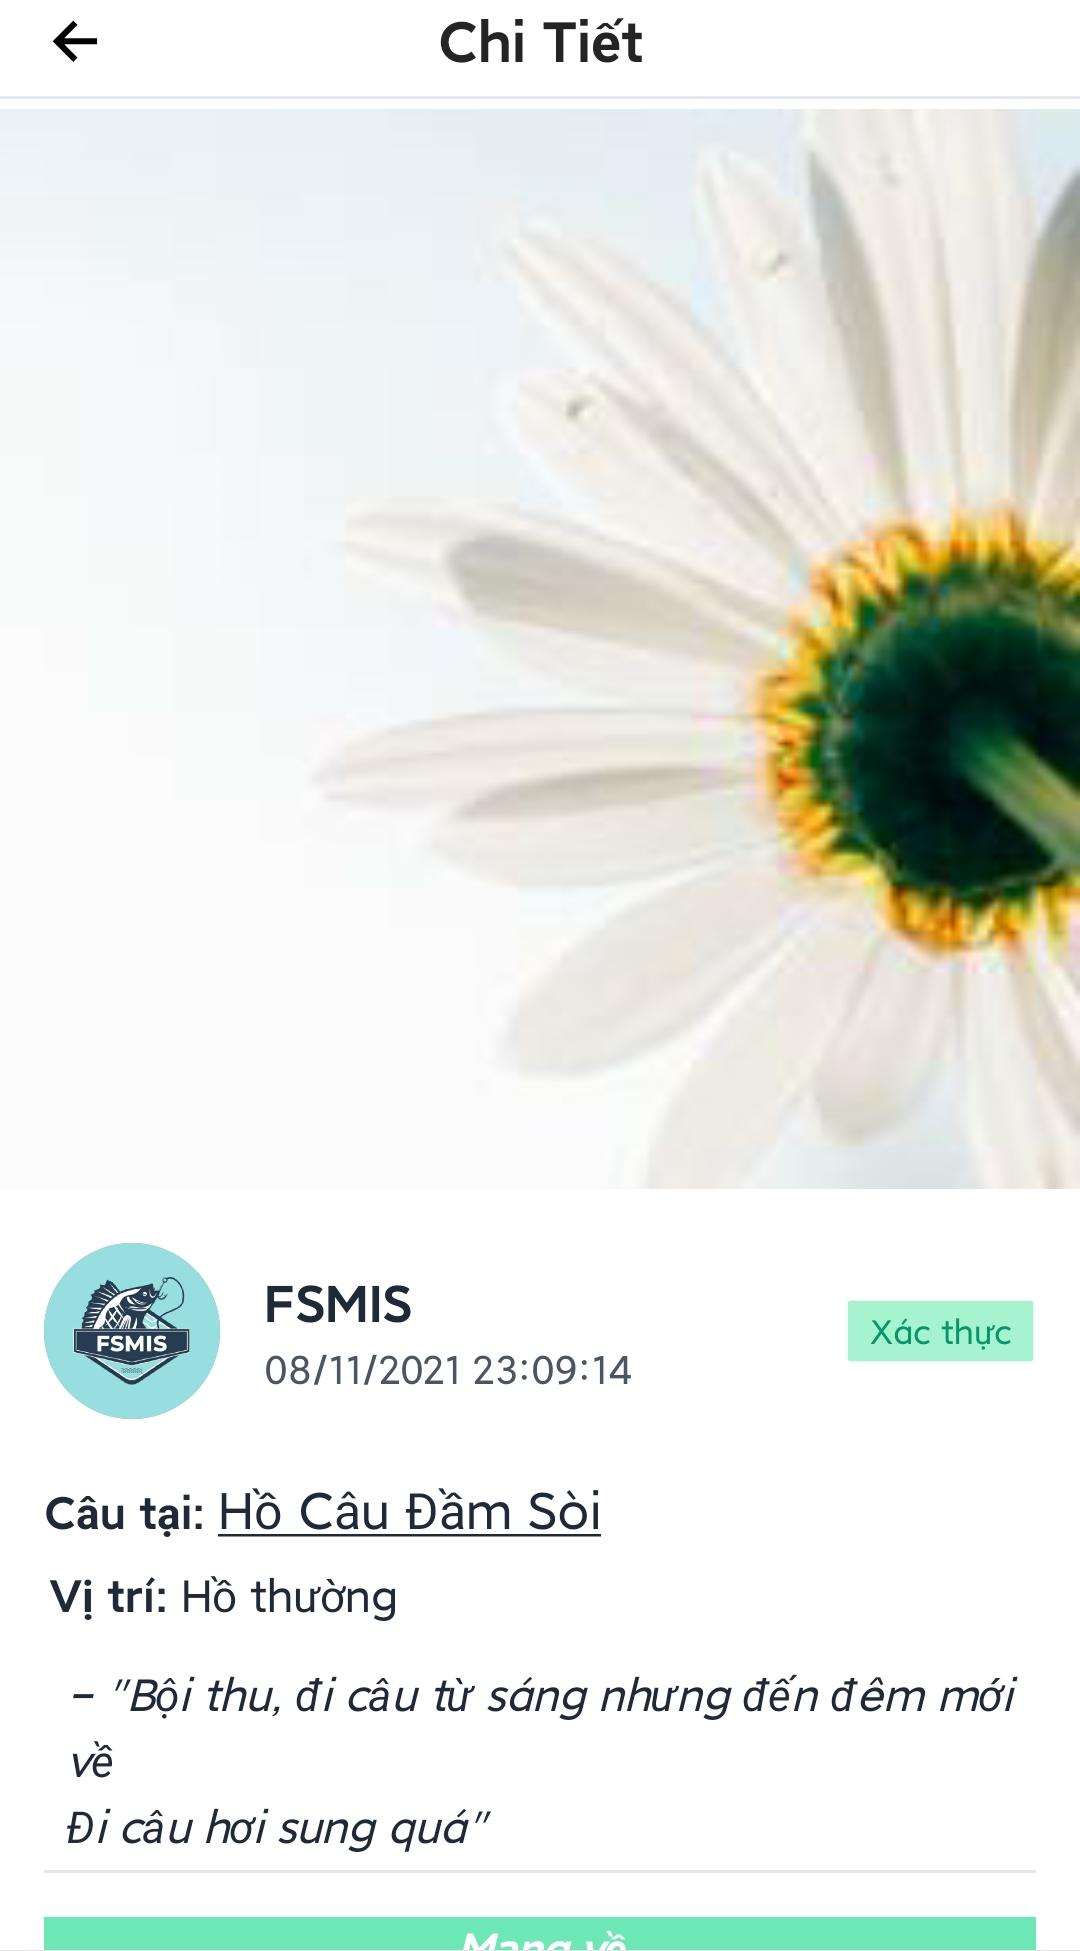 Chi Tiết
FSMIS
FSMIS
08/11/2021 23:09:14
Xác thực
Câu tại: Hồ Câu Đầm Sòi
Vị trí: Hồ thường
- "Bội thu, đi câu từ sáng nhưng đến đêm mới
về
Đi câu hơi sung quá"
Mang về